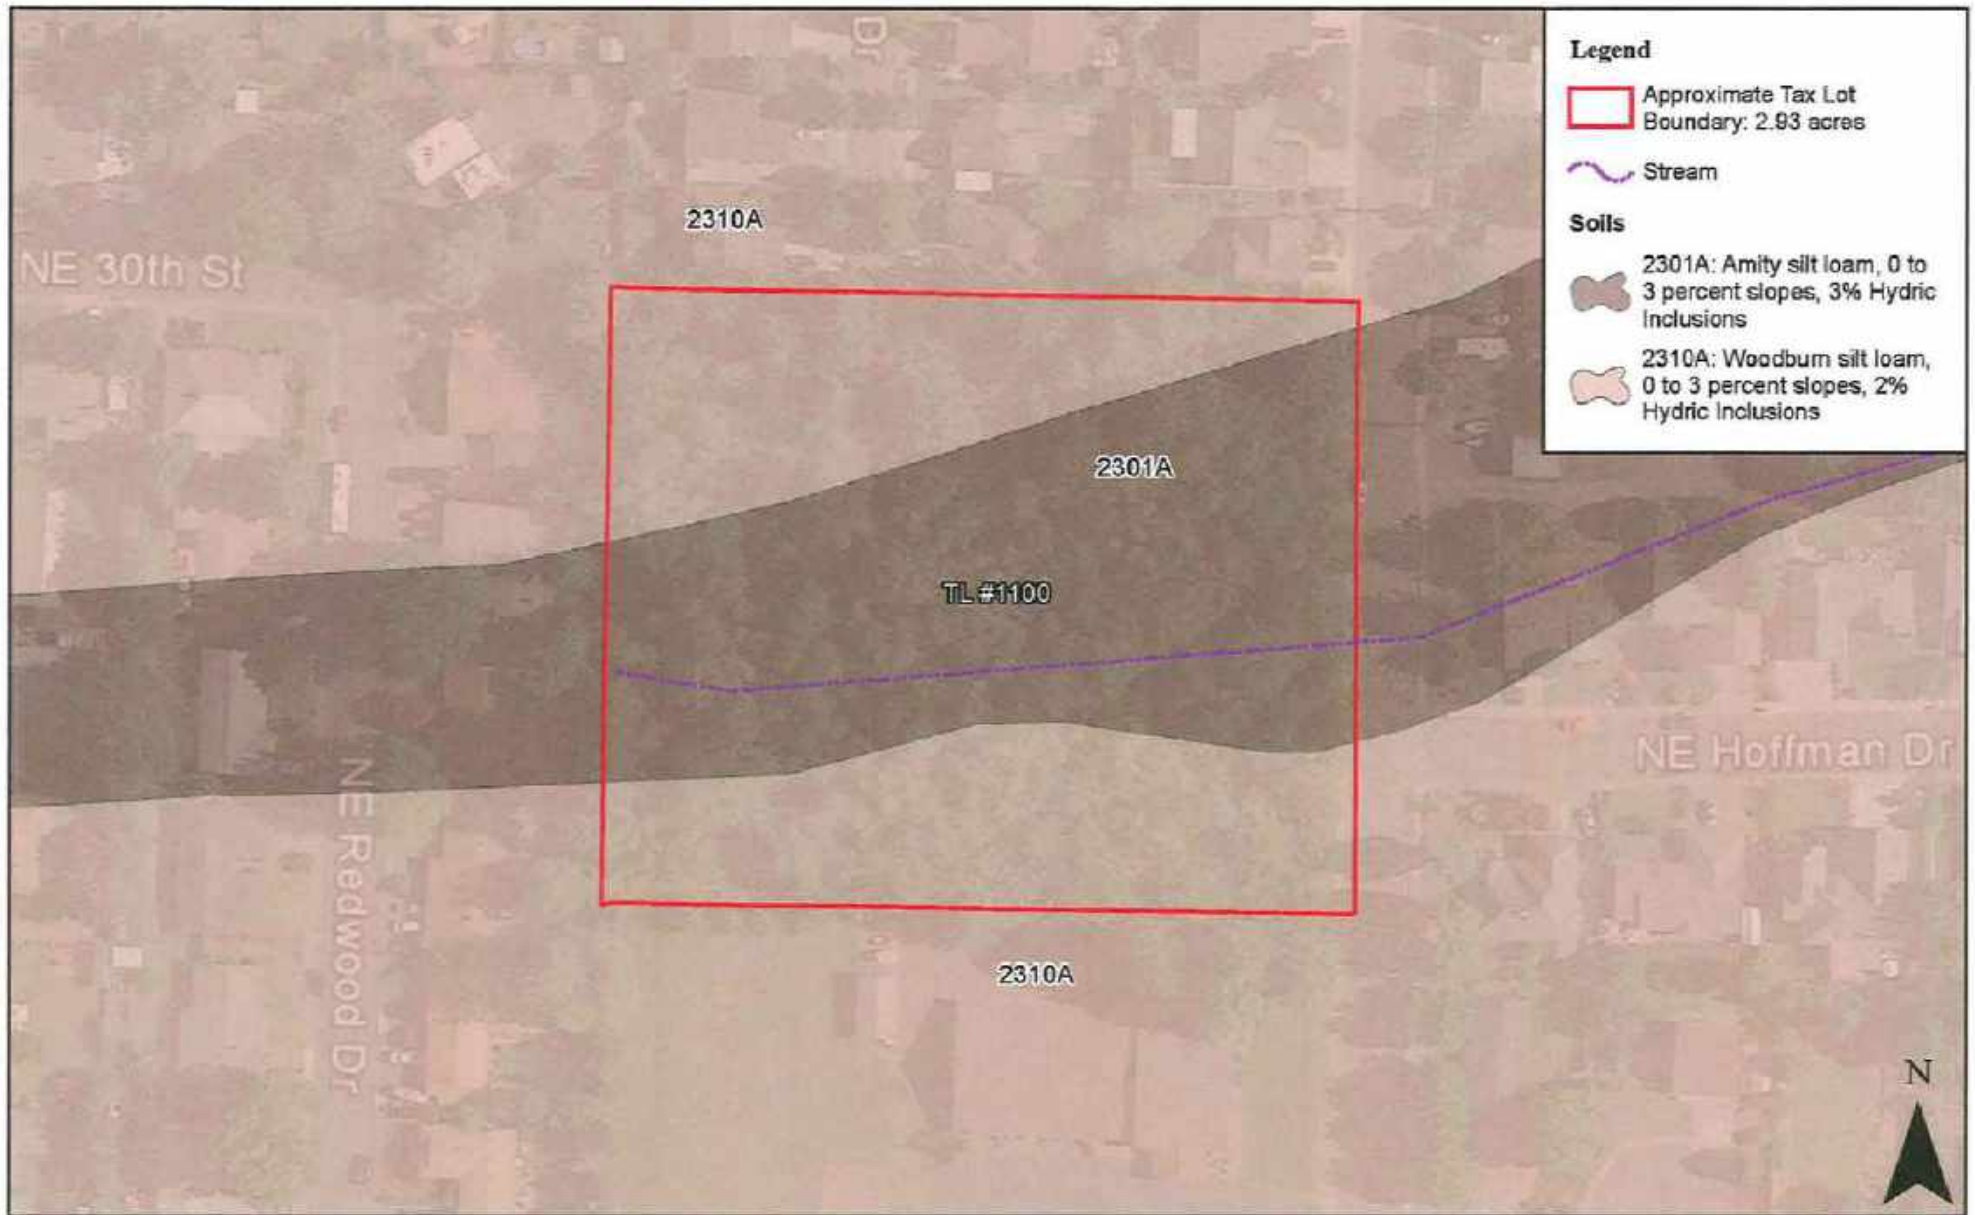 Dr
Legend
Approximate Tax Lot
Boundary: 2.93 acres
Stream
Soils
2301A: Amity silt loam, 0 to
3 percent slopes, 3% Hydric
Inclusions
2310A: Woodburn silt loam,
0 to 3 percent slopes, 2%
Hydric Inclusions
2310A
NE 30th St
2301A
TL #1100
NE Hoffman Dr
NE Redwood Dr
2310A
N